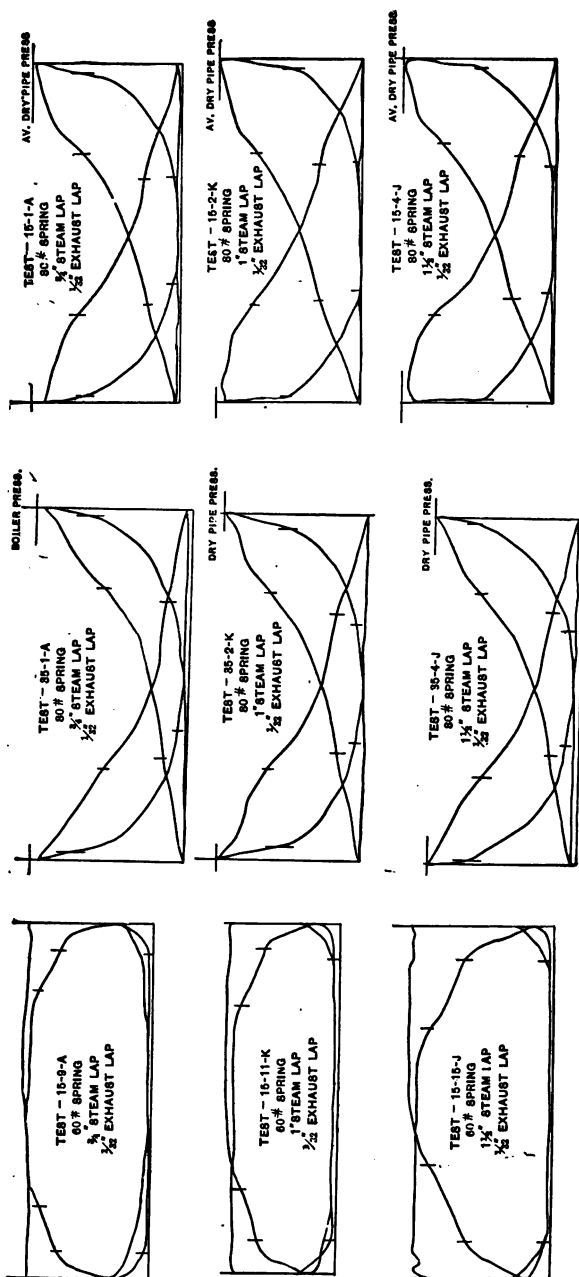 AV. DRY PIPE PRESS
TEST – 15-1-A
80# SPRING
¾" STEAM LAP
1/32" EXHAUST LAP
AV. DRY PIPE PRESS
TEST – 15-2-K
80# SPRING
1" STEAM LAP
1/32" EXHAUST LAP
AV. DRY PIPE PRESS
TEST – 15-4-J
80# SPRING
1⅛" STEAM LAP
1/32" EXHAUST LAP
BOILER PRESS.
TEST – 35-1-A
80# SPRING
¾" STEAM LAP
1/32" EXHAUST LAP
DRY PIPE PRESS.
TEST – 35-2-K
80# SPRING
1" STEAM LAP
1/32" EXHAUST LAP
DRY PIPE PRESS.
TEST – 35-4-J
80# SPRING
1⅛" STEAM LAP
1/32" EXHAUST LAP
TEST – 15-9-A
60# SPRING
¾" STEAM LAP
1/32" EXHAUST LAP
TEST – 15-11-K
60# SPRING
1" STEAM LAP
1/32" EXHAUST LAP
TEST – 15-15-J
60# SPRING
1⅛" STEAM LAP
1/32" EXHAUST LAP